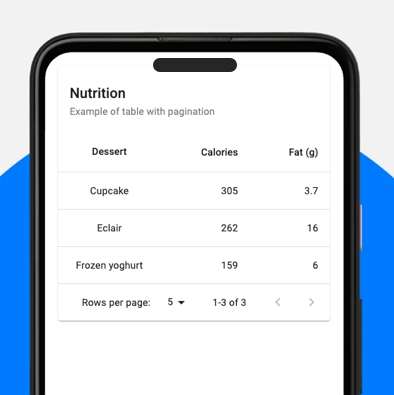 Nutrition
Example of table with pagination
Dessert Calories Fat (g)
Cupcake 305 3.7
Eclair 262 16
Frozen yoghurt 159 6
Rows per page: 5 1-3 of 3